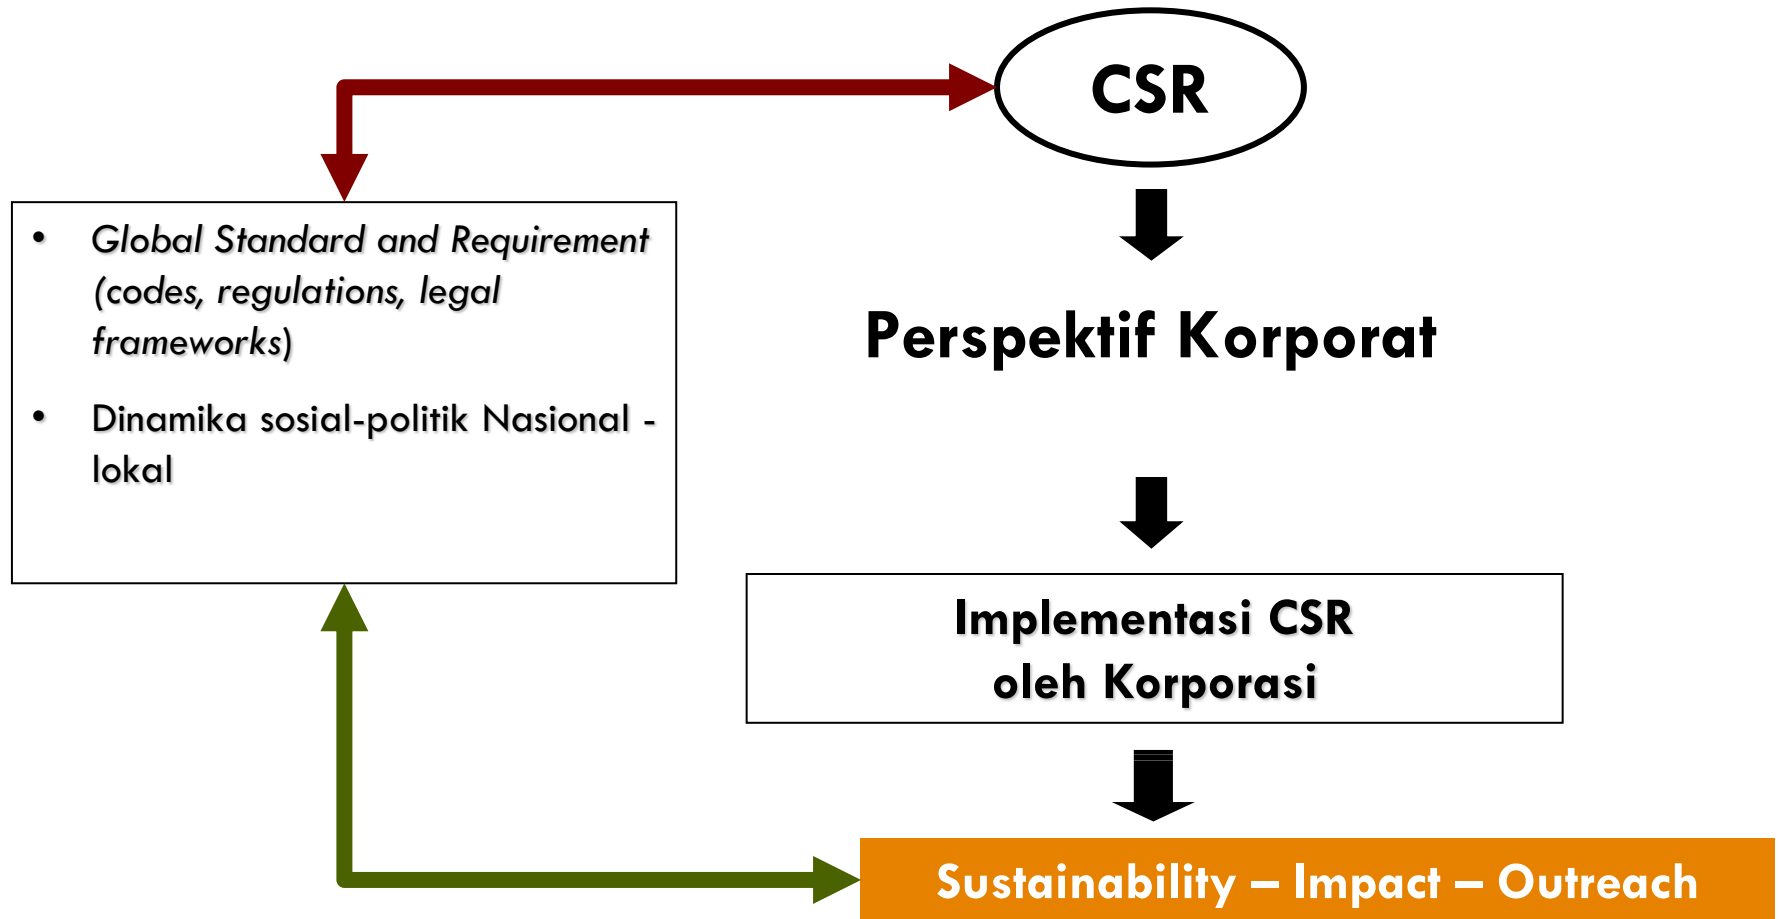 CSR
• Global Standard and Requirement
(codes, regulations, legal
frameworks)
• Dinamika sosial-politik Nasional -
lokal
Perspektif Korporat
Implementasi CSR
oleh Korporasi
Sustainability – Impact – Outreach